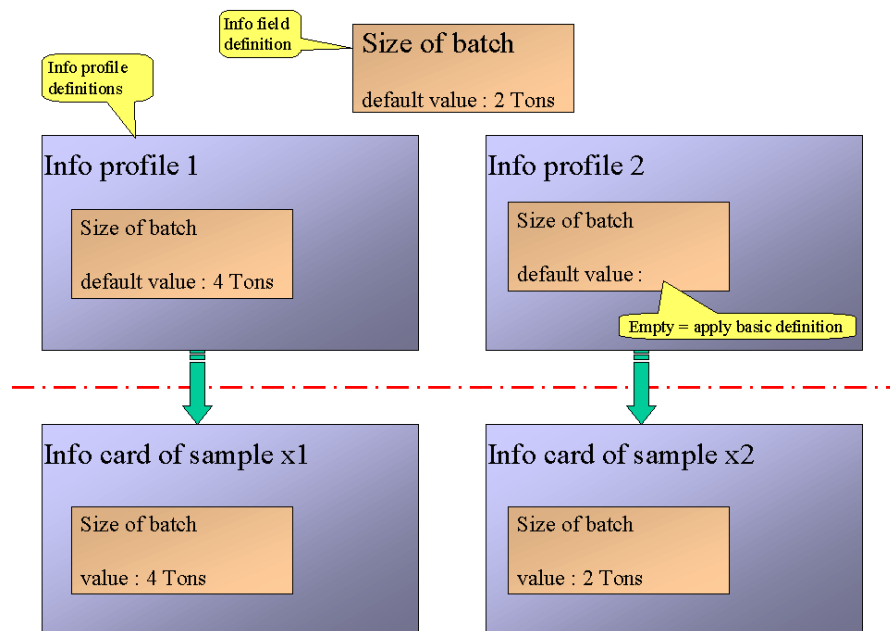 Info field
definition
Size of batch
default value : 2 Tons
Info profile
definitions
Info profile 1
Size of batch
default value : 4 Tons
Info profile 2
Size of batch
default value :
Empty = apply basic definition
Info card of sample x1
Size of batch
value : 4 Tons
Info card of sample x2
Size of batch
value : 2 Tons